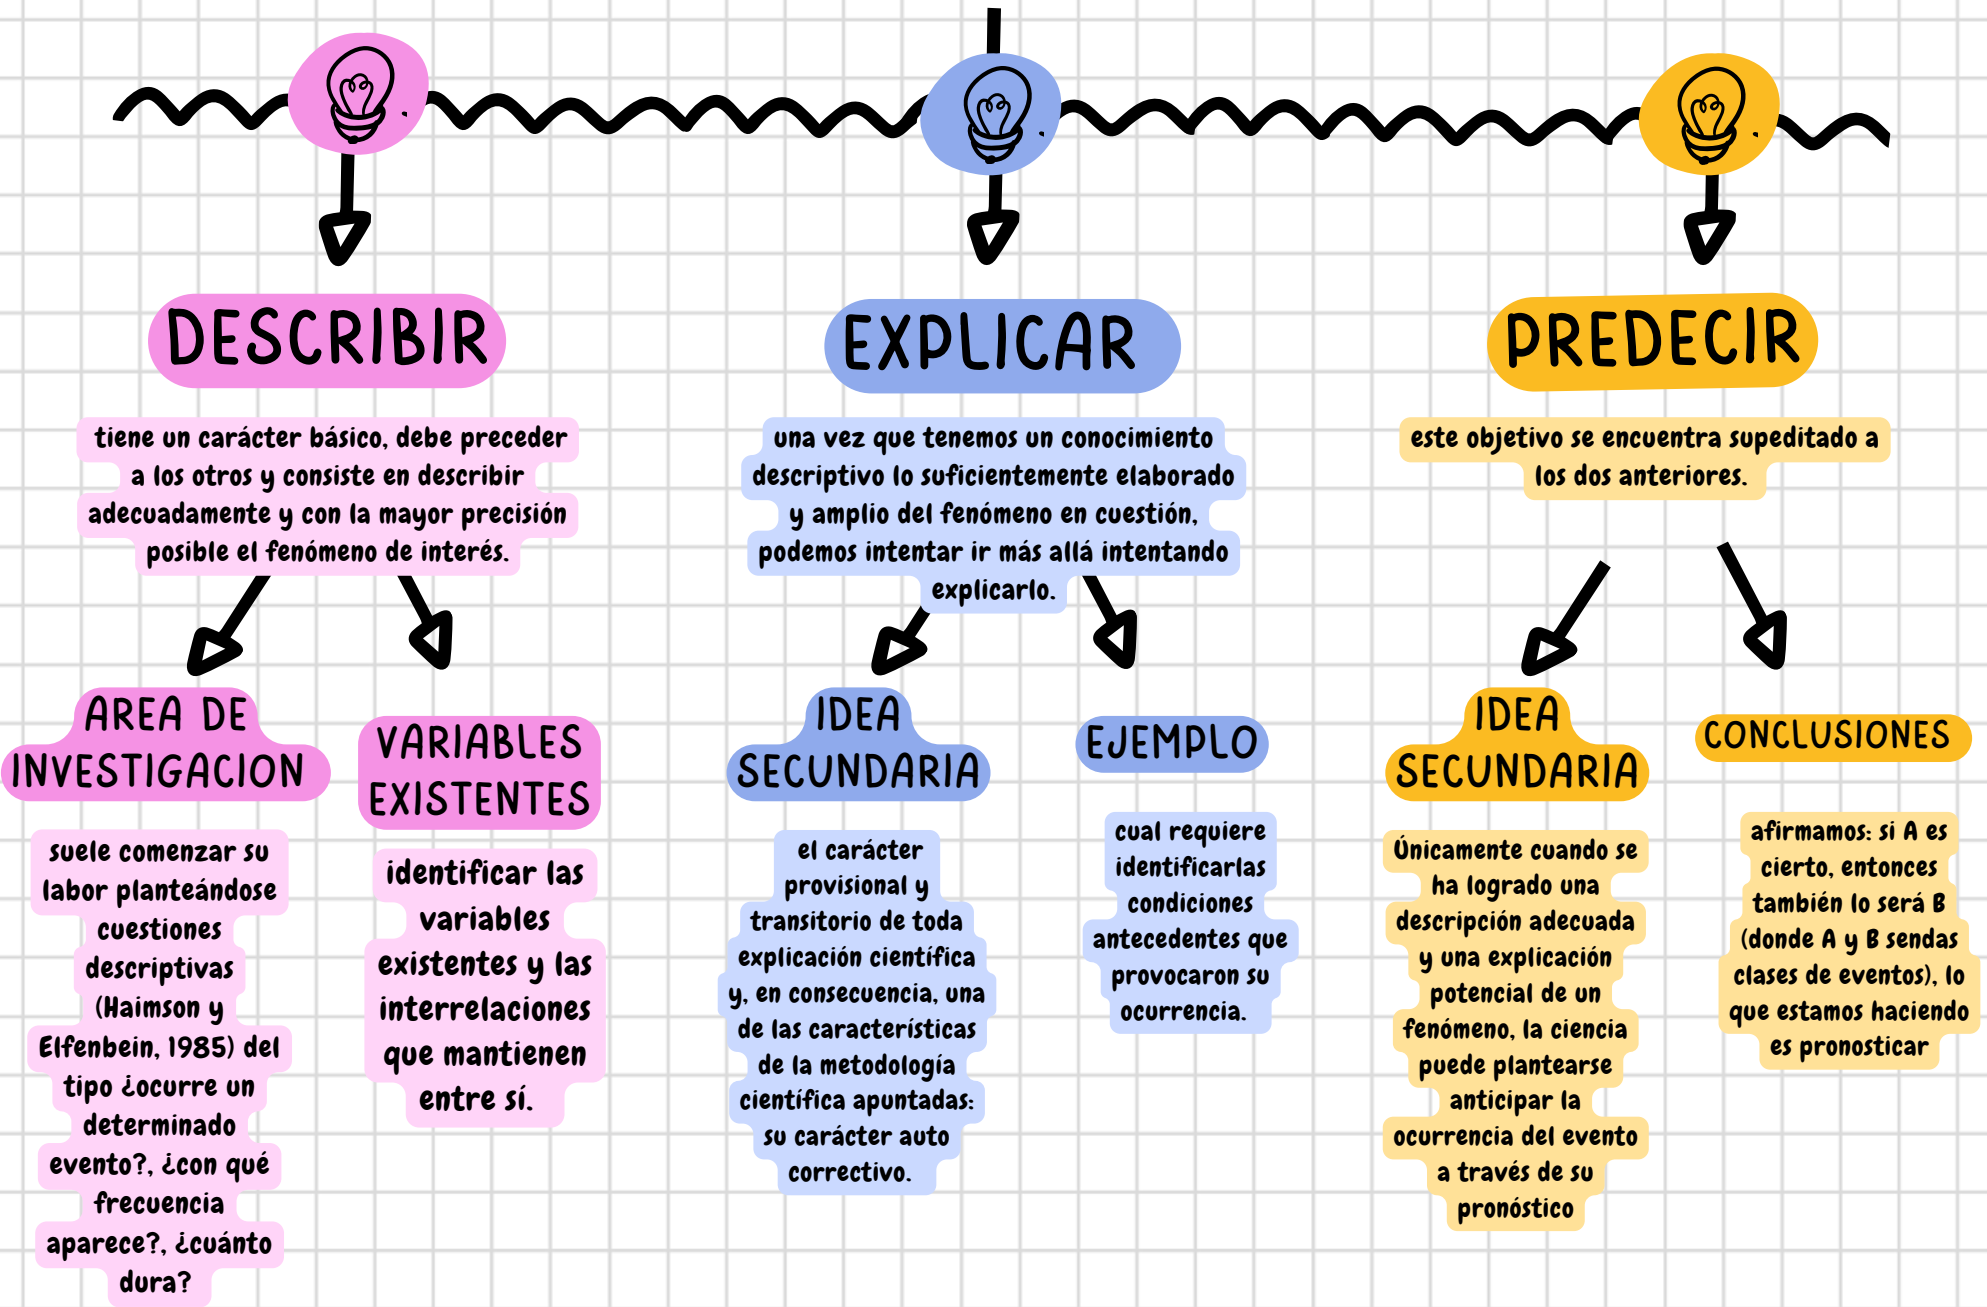 DESCRIBIR
tiene un carácter básico, debe preceder
a los otros y consiste en describir
adecuadamente y con la mayor precisión
posible el fenómeno de interés.
AREA DE
INVESTIGACION
suele comenzar su
labor planteándose
cuestiones
descriptivas
(Haimson y
Elfenbein, 1985) del
tipo ¿ocurre un
determinado
evento?, ¿con qué
frecuencia
aparece?, ¿cuánto
dura?
VARIABLES
EXISTENTES
identificar las
variables
existentes y las
interrelaciones
que mantienen
entre sí.
EXPLICAR
una vez que tenemos un conocimiento
descriptivo lo suficientemente elaborado
y amplio del fenómeno en cuestión,
podemos intentar ir más allá intentando
explicarlo.
IDEA
SECUNDARIA
el carácter
provisional y
transitorio de toda
explicación científica
y, en consecuencia, una
de las características
de la metodología
científica apuntadas:
su carácter auto
correctivo.
EJEMPLO
cual requiere
identificarlas
condiciones
antecedentes que
provocaron su
ocurrencia.
PREDECIR
este objetivo se encuentra supeditado a
los dos anteriores.
IDEA
SECUNDARIA
Únicamente cuando se
ha logrado una
descripción adecuada
y una explicación
potencial de un
fenómeno, la ciencia
puede plantearse
anticipar la
ocurrencia del evento
a través de su
pronóstico
CONCLUSIONES
afirmamos: si A es
cierto, entonces
también lo será B
(donde A y B sendas
clases de eventos), lo
que estamos haciendo
es pronosticar